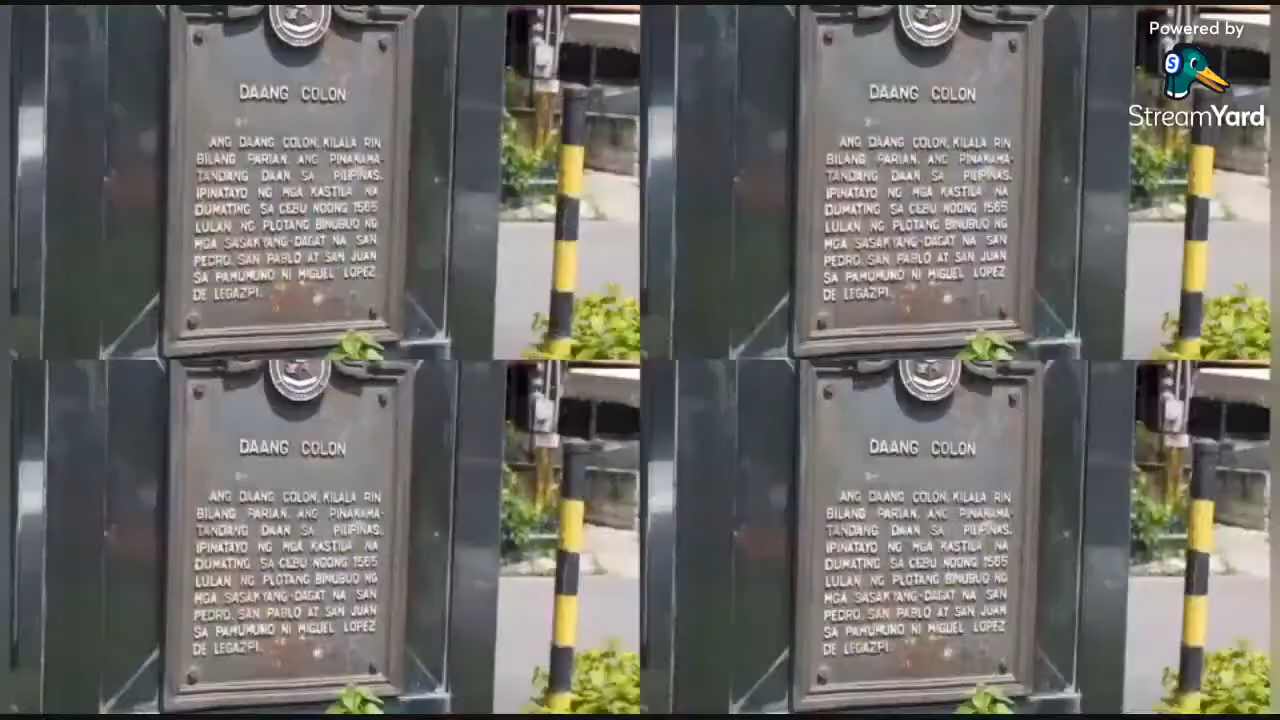 Powered by
StreamYard
DAANG COLON
ANG DAANG COLON, KILALA RIN
BILANG PARIAN, ANG PINAKAMA-
TANDANG DAAN SA PILIPINAS.
IPINATAYO NG MGA KASTILA NA
DUMATING SA CEBU NOONG 1565
LULAN NG PLOTANG BINUBUO NG
MGA SASAKYANG-DAGAT NA SAN
PEDRO, SAN PABLO AT SAN JUAN
SA PAMUMUNO NI MIGUEL LOPEZ
DE LEGAZPI.
DAANG COLON
ANG DAANG COLON, KILALA RIN
BILANG PARIAN, ANG PINAKAMA-
TANDANG DAAN SA PILIPINAS.
IPINATAYO NG MGA KASTILA NA
DUMATING SA CEBU NOONG 1565
LULAN NG PLOTANG BINUBUO NG
MGA SASAKYANG-DAGAT NA SAN
PEDRO, SAN PABLO AT SAN JUAN
SA PAMUMUNO NI MIGUEL LOPEZ
DE LEGAZPI.
DAANG COLON
ANG DAANG COLON, KILALA RIN
BILANG PARIAN, ANG PINAKAMA-
TANDANG DAAN SA PILIPINAS.
IPINATAYO NG MGA KASTILA NA
DUMATING SA CEBU NOONG 1565
LULAN NG PLOTANG BINUBUO NG
MGA SASAKYANG-DAGAT NA SAN
PEDRO, SAN PABLO AT SAN JUAN
SA PAMUMUNO NI MIGUEL LOPEZ
DE LEGAZPI.
DAANG COLON
ANG DAANG COLON, KILALA RIN
BILANG PARIAN, ANG PINAKAMA-
TANDANG DAAN SA PILIPINAS.
IPINATAYO NG MGA KASTILA NA
DUMATING SA CEBU NOONG 1565
LULAN NG PLOTANG BINUBUO NG
MGA SASAKYANG-DAGAT NA SAN
PEDRO, SAN PABLO AT SAN JUAN
SA PAMUMUNO NI MIGUEL LOPEZ
DE LEGAZPI.